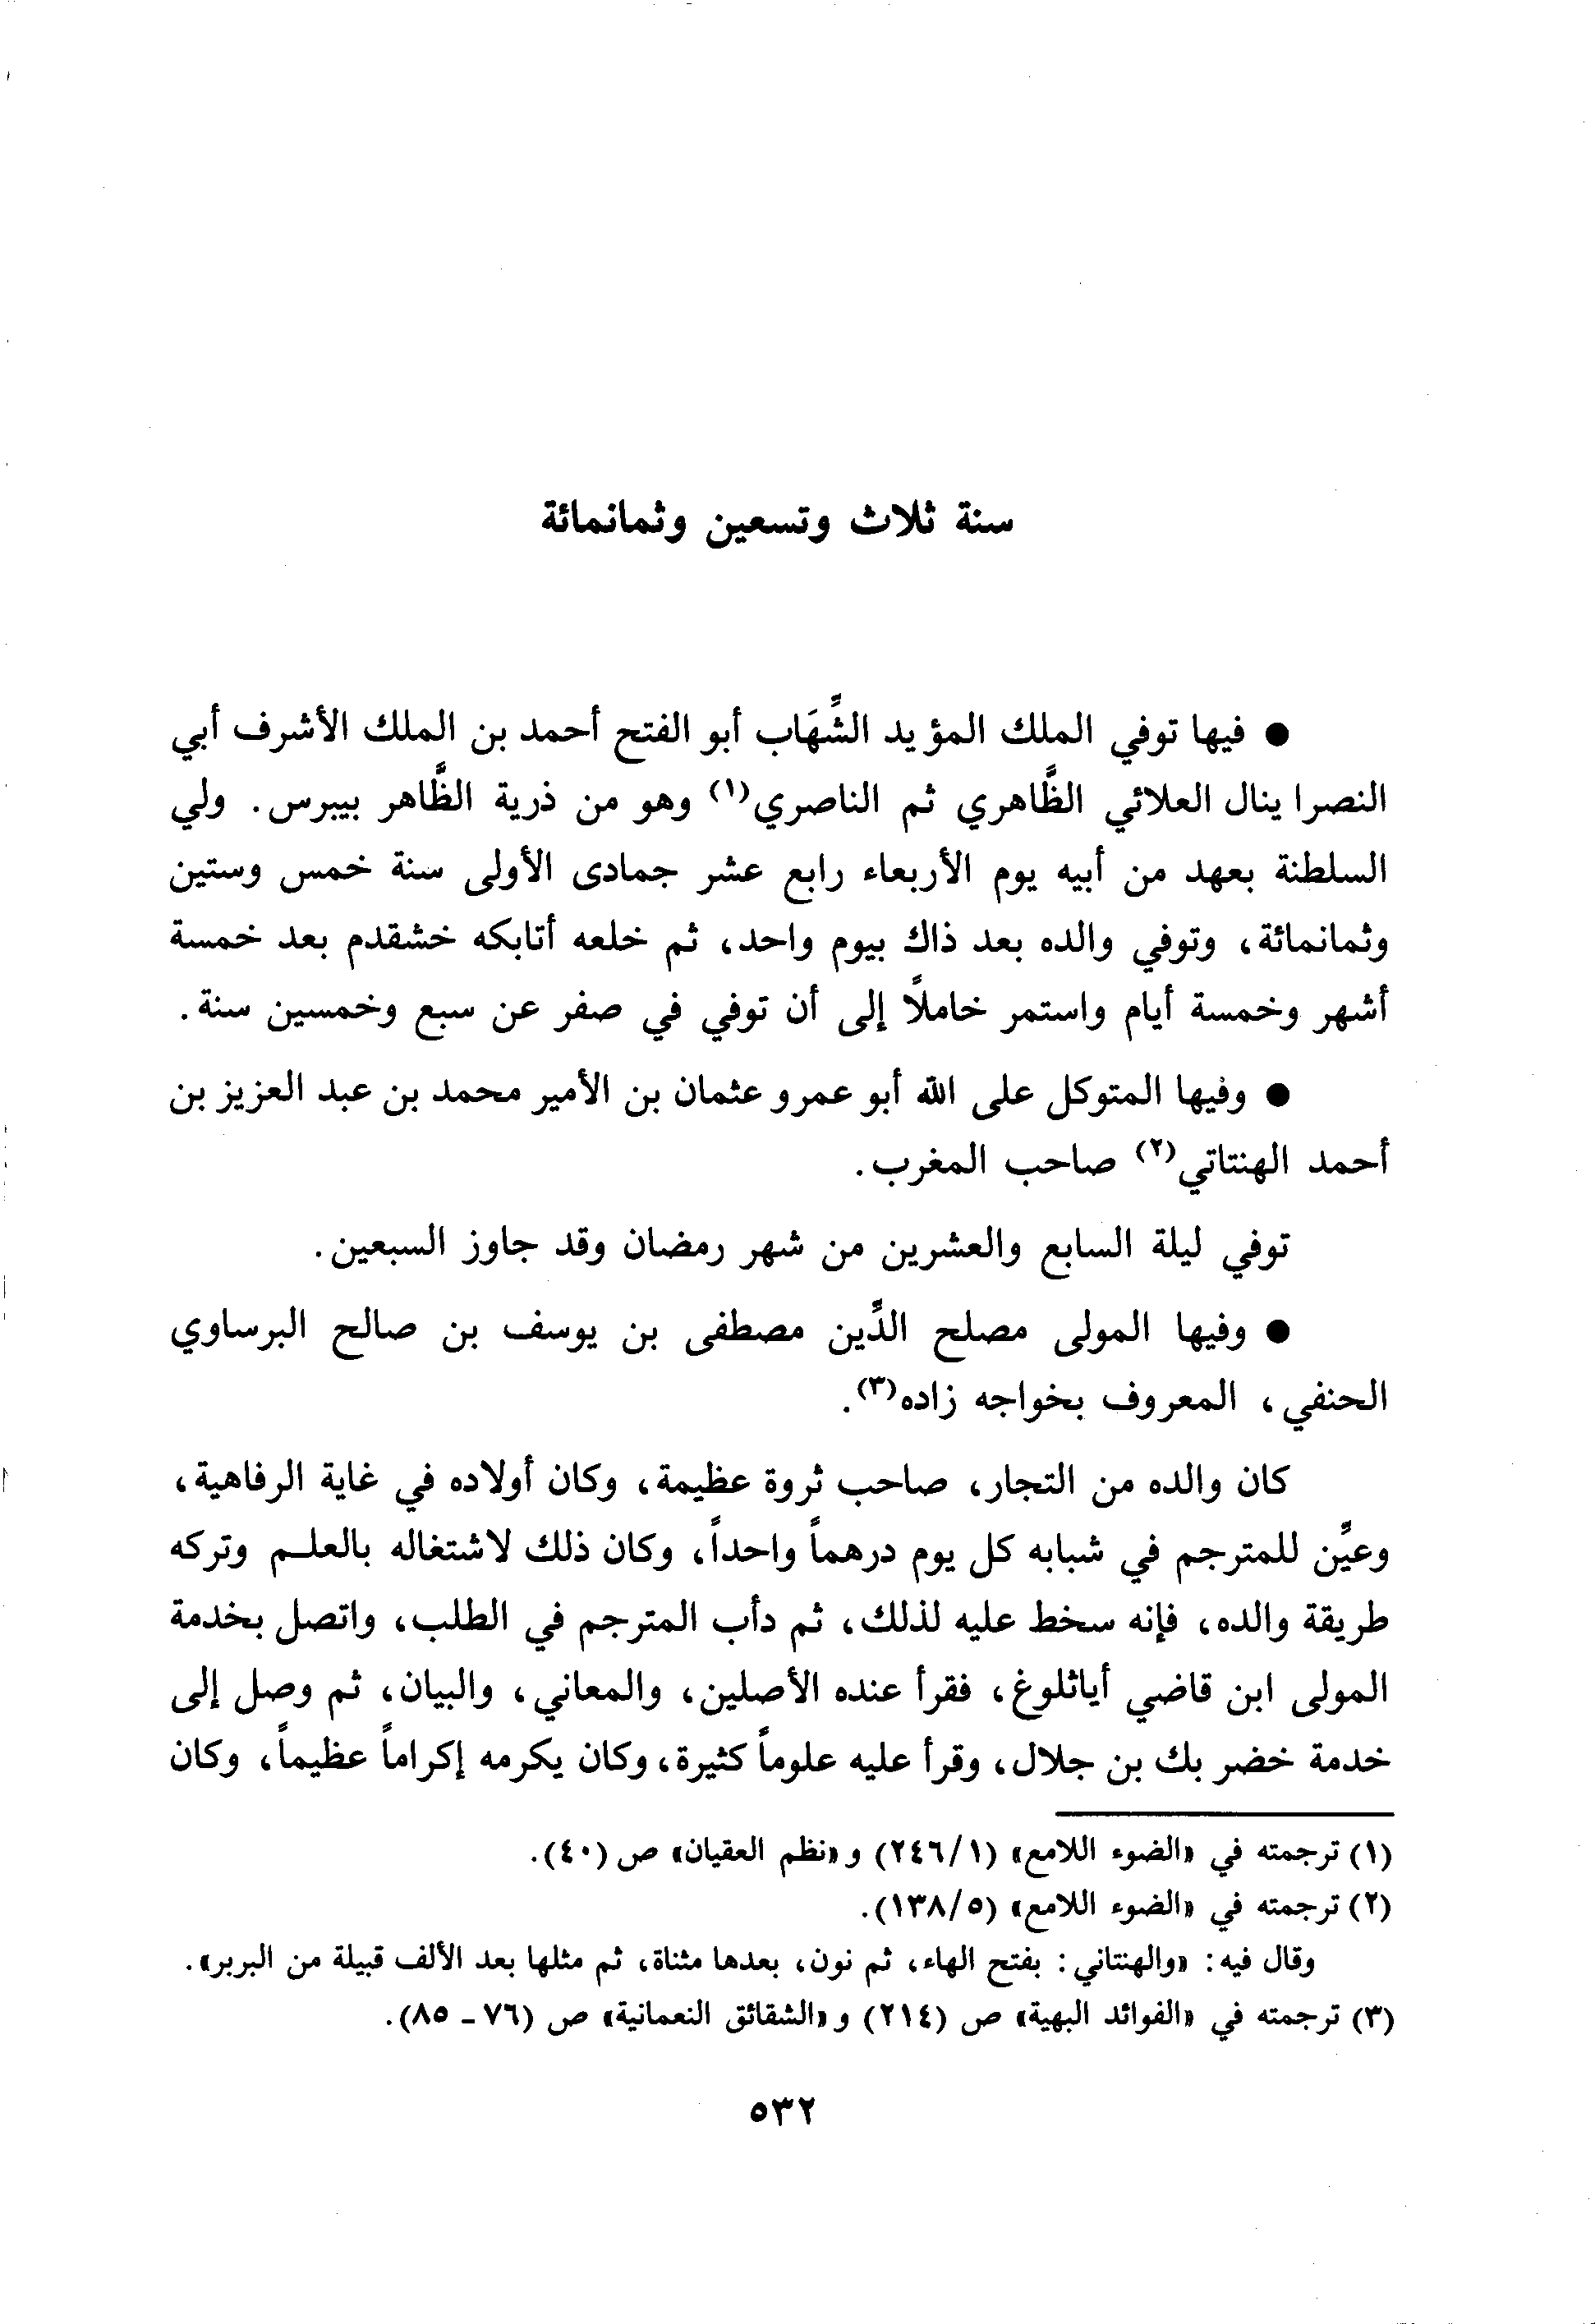 سنة ثلاث وتسعين وثمانمائة
● فيها توفي الملك المؤيد الشِّهَاب أبو الفتح أحمد بن الملك الأشرف أبي
النصرا ينال العلائي الظَّاهري ثم الناصري(١) وهو من ذرية الظَّاهر بيبرس. ولي
السلطنة بعهد من أبيه يوم الأربعاء رابع عشر جمادى الأولى سنة خمس وستين
وثمانمائة، وتوفي والده بعد ذاك بيوم واحد، ثم خلعه أتابكه خشقدم بعد خمسة
أشهر وخمسة أيام واستمر خاملاً إلى أن توفي في صفر عن سبع وخمسين سنة.
● وفيها المتوكل على الله أبو عمرو عثمان بن الأمير محمد بن عبد العزيز بن
أحمد الهنتاتي(٢) صاحب المغرب.
توفي ليلة السابع والعشرين من شهر رمضان وقد جاوز السبعين.
● وفيها المولى مصلح الدِّين مصطفى بن يوسف بن صالح البرساوي
الحنفي، المعروف بخواجه زاده(٣).
كان والده من التجار، صاحب ثروة عظيمة، وكان أولاده في غاية الرفاهية،
وعيِّن للمترجم في شبابه كل يوم درهماً واحداً، وكان ذلك لاشتغاله بالعلم وتركه
طريقة والده، فإنه سخط عليه لذلك، ثم دأب المترجم في الطلب، واتصل بخدمة
المولى ابن قاضي أياثلوغ، فقرأ عنده الأصلين، والمعاني، والبيان، ثم وصل إلى
خدمة خضر بك بن جلال، وقرأ عليه علوماً كثيرة، وكان يكرمه إكراماً عظيماً، وكان
(١) ترجمته في «الضوء اللامع» (٢٤٦/١) و«نظم العقيان» ص (٤٠).
(٢) ترجمته في «الضوء اللامع» (١٣٨/٥).
وقال فيه: «والهنتاني: بفتح الهاء، ثم نون، بعدها مثناة، ثم مثلها بعد الألف قبيلة من البربر».
(٣) ترجمته في «الفوائد البهية» ص (٢١٤) و«الشقائق النعمانية» ص (٧٦ - ٨٥).
٥٣٢